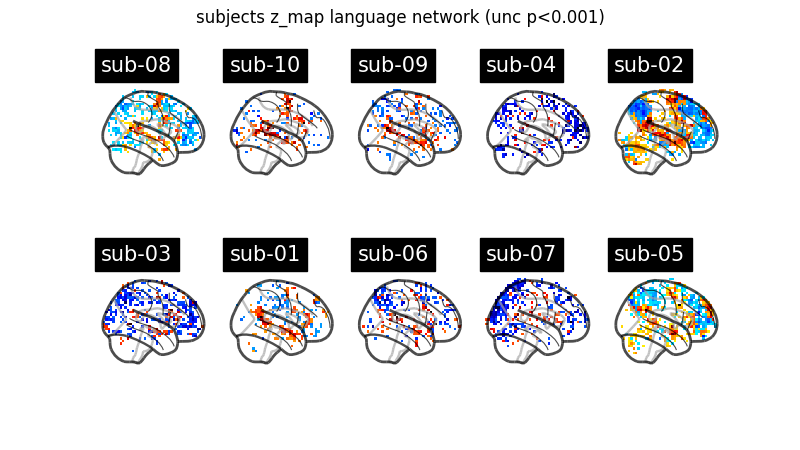 subjects z_map language network (unc p<0.001)
sub-08 sub-10 sub-09 sub-04 sub-02
sub-03 sub-01 sub-06 sub-07 sub-05